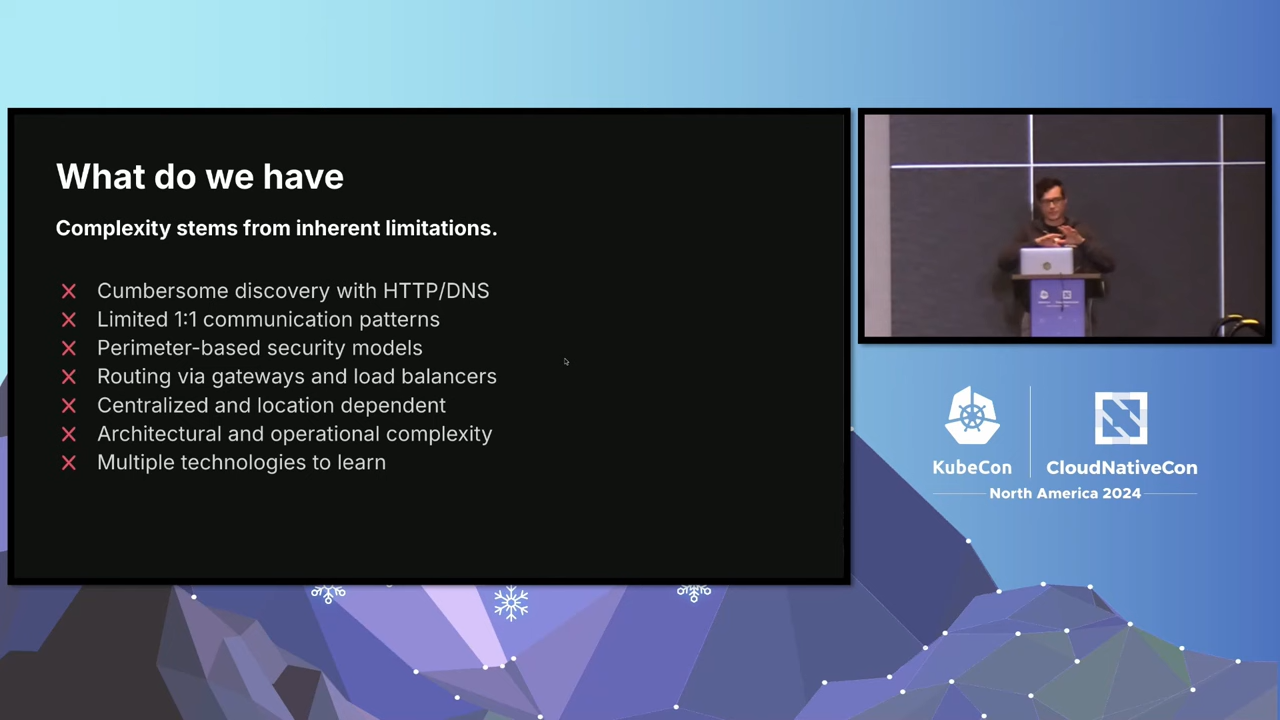 What do we have
Complexity stems from inherent limitations.
Cumbersome discovery with HTTP/DNS
Limited 1:1 communication patterns
Perimeter-based security models
Routing via gateways and load balancers
Centralized and location dependent
Architectural and operational complexity
Multiple technologies to learn
KubeCon
CloudNativeCon
North America 2024